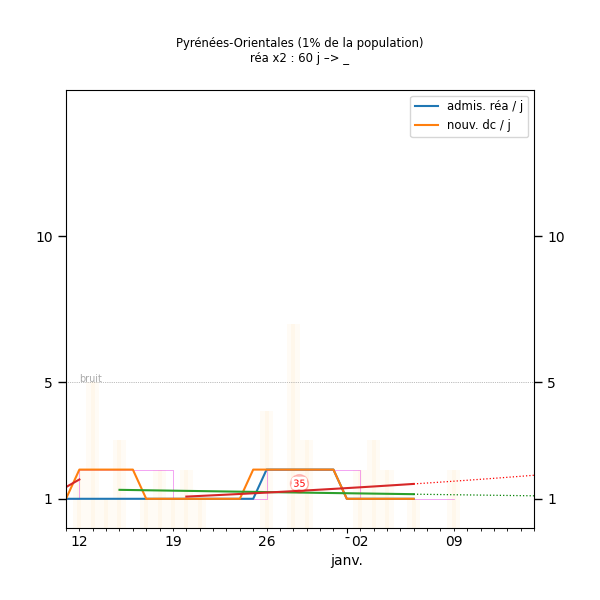 Pyrénées-Orientales (1% de la population)
réa x2 : 60 j –> _
admis. réa / j
nouv. dc / j
10
10
bruit
5
5
35
1
1
12
19
26
02
09
janv.